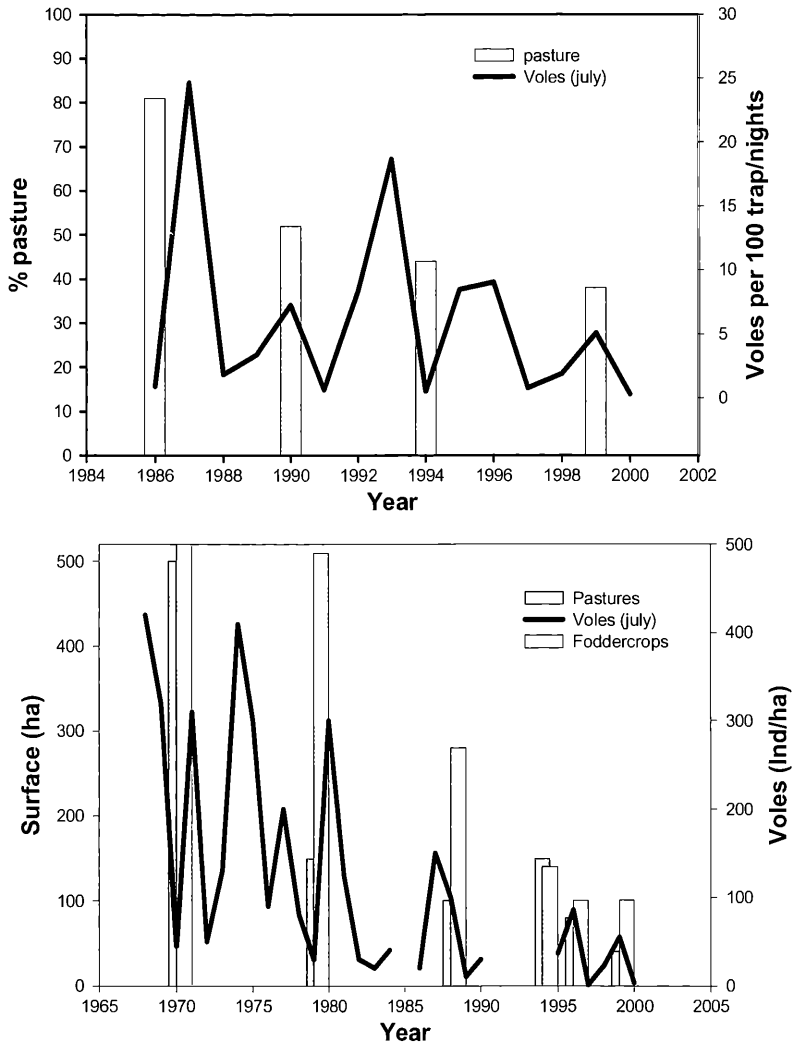 100
90
80
70
60
50
40
30
20
10
0
% pasture
pasture
Voles (july)
30
25
20
15
10
5
0
Voles per 100 trap/nights
1984 1986 1988 1990 1992 1994 1996 1998 2000 2002
Year
500
400
300
200
100
0
Surface (ha)
Pastures
Voles (july)
Foddercrops
500
400
300
200
100
0
Voles (Ind/ha)
1965 1970 1975 1980 1985 1990 1995 2000 2005
Year